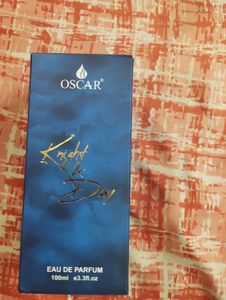 OSCAR®
Knight
&
Day
EAU DE PARFUM
100ml e3.3fl.oz